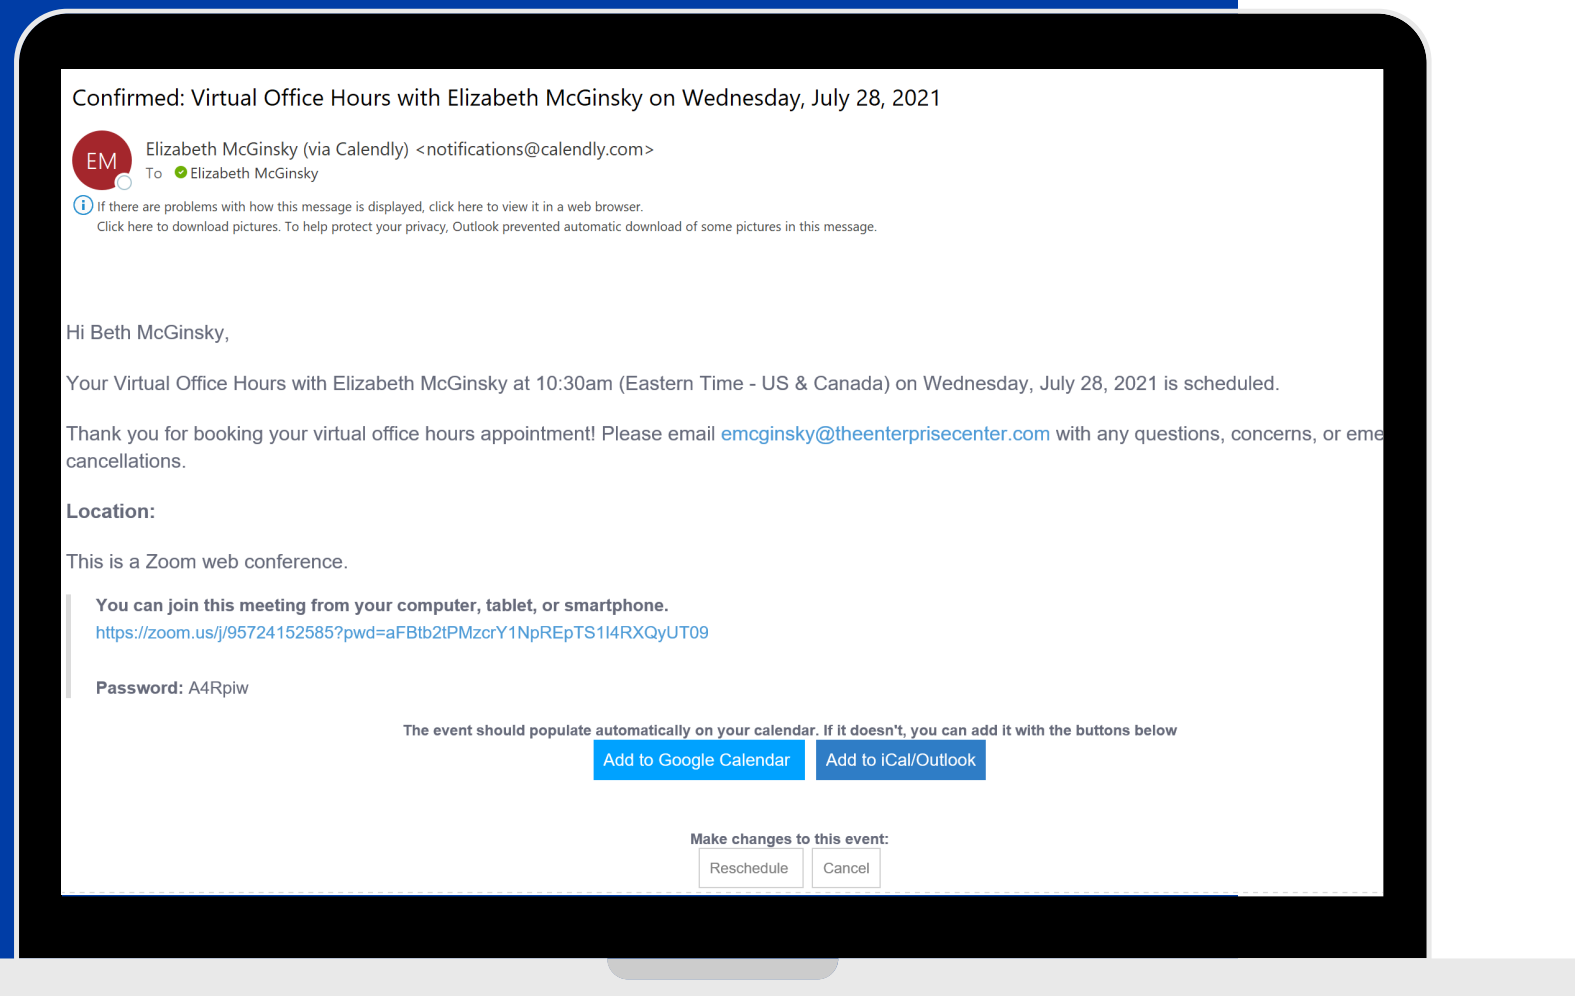 Confirmed: Virtual Office Hours with Elizabeth McGinsky on Wednesday, July 28, 2021
EM
Elizabeth McGinsky (via Calendly) <notifications@calendly.com>
To Elizabeth McGinsky
If there are problems with how this message is displayed, click here to view it in a web browser.
Click here to download pictures. To help protect your privacy, Outlook prevented automatic download of some pictures in this message.
Hi Beth McGinsky,
Your Virtual Office Hours with Elizabeth McGinsky at 10:30am (Eastern Time - US & Canada) on Wednesday, July 28, 2021 is scheduled.
Thank you for booking your virtual office hours appointment! Please email emcginsky@theenterprisecenter.com with any questions, concerns, or eme
cancellations.
Location:
This is a Zoom web conference.
You can join this meeting from your computer, tablet, or smartphone.
https://zoom.us/j/95724152585?pwd=aFBtb2tPMzcrY1NpREpTS1I4RXQyUT09
Password: A4Rpiw
The event should populate automatically on your calendar. If it doesn't, you can add it with the buttons below
Add to Google Calendar Add to iCal/Outlook
Make changes to this event:
Reschedule Cancel